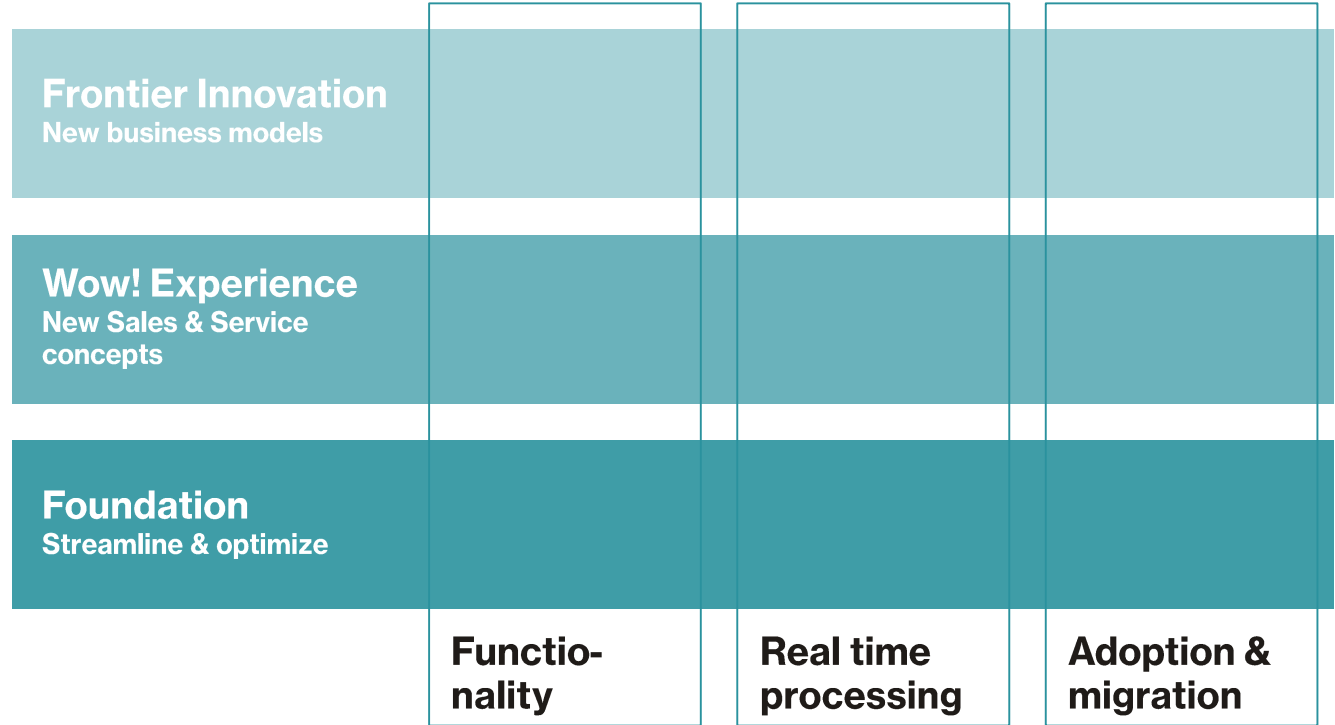 Frontier Innovation
New business models
Wow! Experience
New Sales & Service
concepts
Foundation
Streamline & optimize
Functio-
nality
Real time
processing
Adoption &
migration